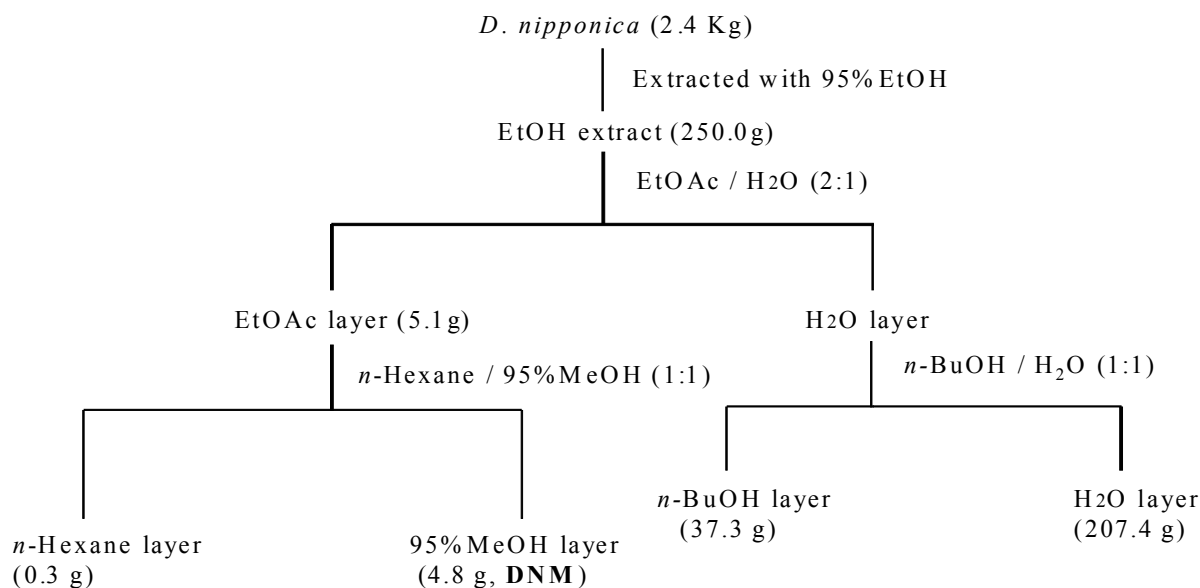 D. nipponica (2.4 Kg)
Extracted with 95% EtOH
EtOH extract (250.0g)
EtOAc / H2O (2:1)
EtOAc layer (5.1g)
H2O layer
n-Hexane / 95%MeOH (1:1)
n-BuOH / H₂O (1:1)
n-BuOH layer
(37.3 g)
H2O layer
(207.4 g)
n-Hexane layer
(0.3 g)
95%MeOH layer
(4.8 g, DNM)